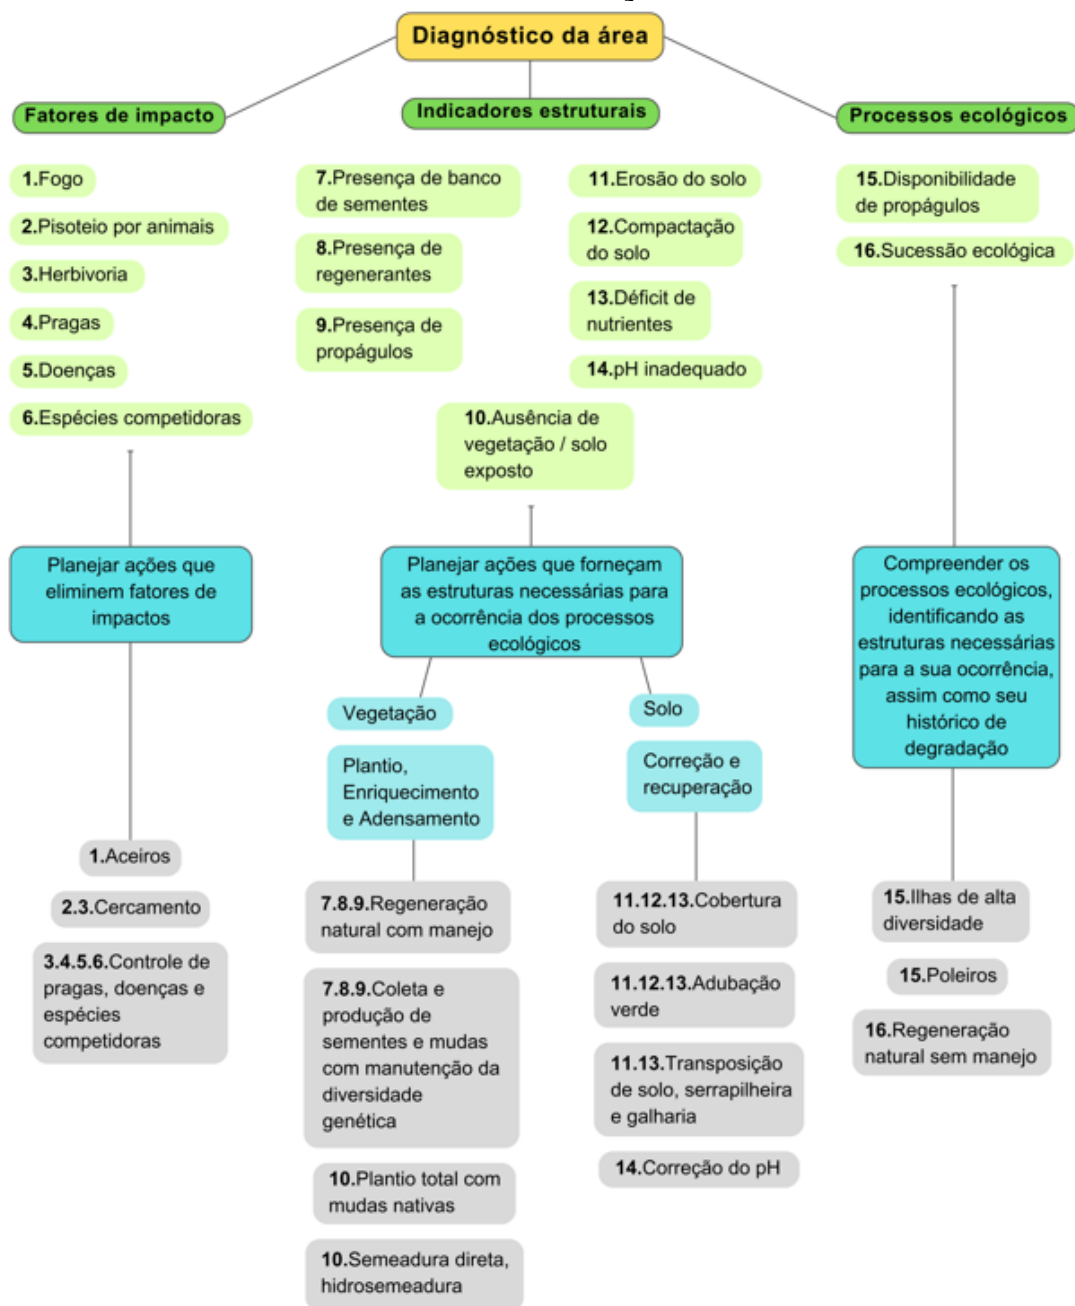 Diagnóstico da área
Fatores de impacto
1.Fogo
2.Pisoteio por animais
3.Herbivoria
4.Pragas
5.Doenças
6.Espécies competidoras
Planejar ações que
eliminem fatores de
impactos
1.Aceiros
2.3.Cercamento
3.4.5.6.Controle de
pragas, doenças e
espécies
competidoras
Indicadores estruturais
7.Presença de banco
de sementes
8.Presença de
regenerantes
9.Presença de
propágulos
11.Erosão do solo
12.Compactação
do solo
13.Déficit de
nutrientes
14.pH inadequado
10.Ausência de
vegetação / solo
exposto
Planejar ações que forneçam
as estruturas necessárias para
a ocorrência dos processos
ecológicos
Vegetação
Plantio,
Enriquecimento
e Adensamento
7.8.9.Regeneração
natural com manejo
7.8.9.Coleta e
produção de
sementes e mudas
com manutenção da
diversidade
genética
10.Plantio total com
mudas nativas
10.Semeadura direta,
hidrosemeadura
Solo
Correção e
recuperação
11.12.13.Cobertura
do solo
11.12.13.Adubação
verde
11.13.Transposição
de solo, serrapilheira
e galharia
14.Correção do pH
Processos ecológicos
15.Disponibilidade
de propágulos
16.Sucessão ecológica
Compreender os
processos ecológicos,
identificando as
estruturas necessárias
para a sua ocorrência,
assim como seu
histórico de
degradação
15.Ilhas de alta
diversidade
15.Poleiros
16.Regeneração
natural sem manejo